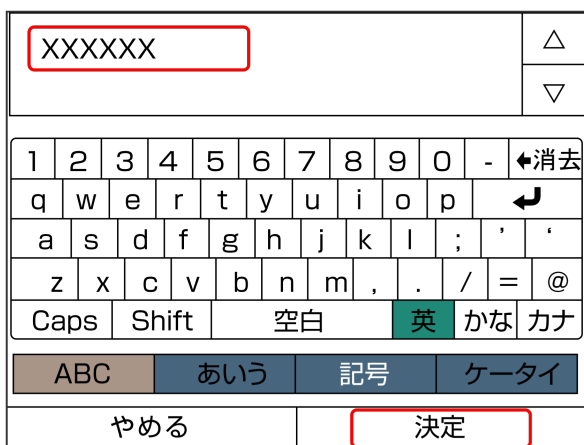 XXXXXX
△
▽
1 2 3 4 5 6 7 8 9 0 - 消去
q w e r t y u i o p
a s d f g h j k l ; ’ ‘
z x c v b n m , . / = @
Caps Shift 空白 英 かな カナ
ABC あいう 記号 ケータイ
やめる 決定